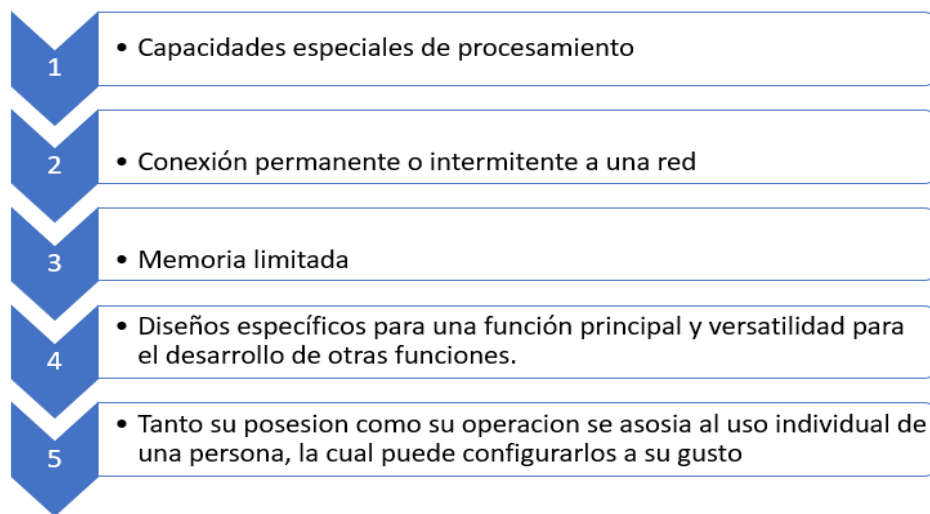 1
• Capacidades especiales de procesamiento
2
• Conexión permanente o intermitente a una red
3
• Memoria limitada
4
• Diseños específicos para una función principal y versatilidad para
el desarrollo de otras funciones.
5
• Tanto su posesion como su operacion se asosia al uso individual de
una persona, la cual puede configurarlos a su gusto